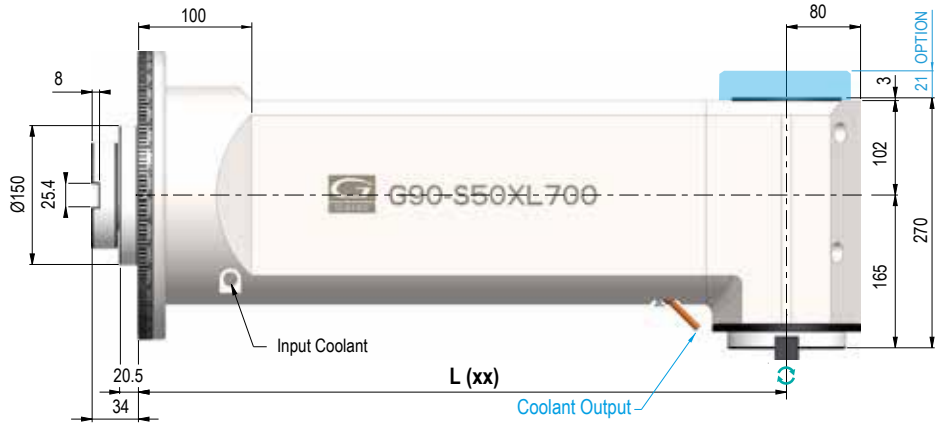 100
80
21 OPTION
8
3
Ø150
25.4
102
G90-S50XL700
270
165
Input Coolant
20.5
L (xx)
34
Coolant Output